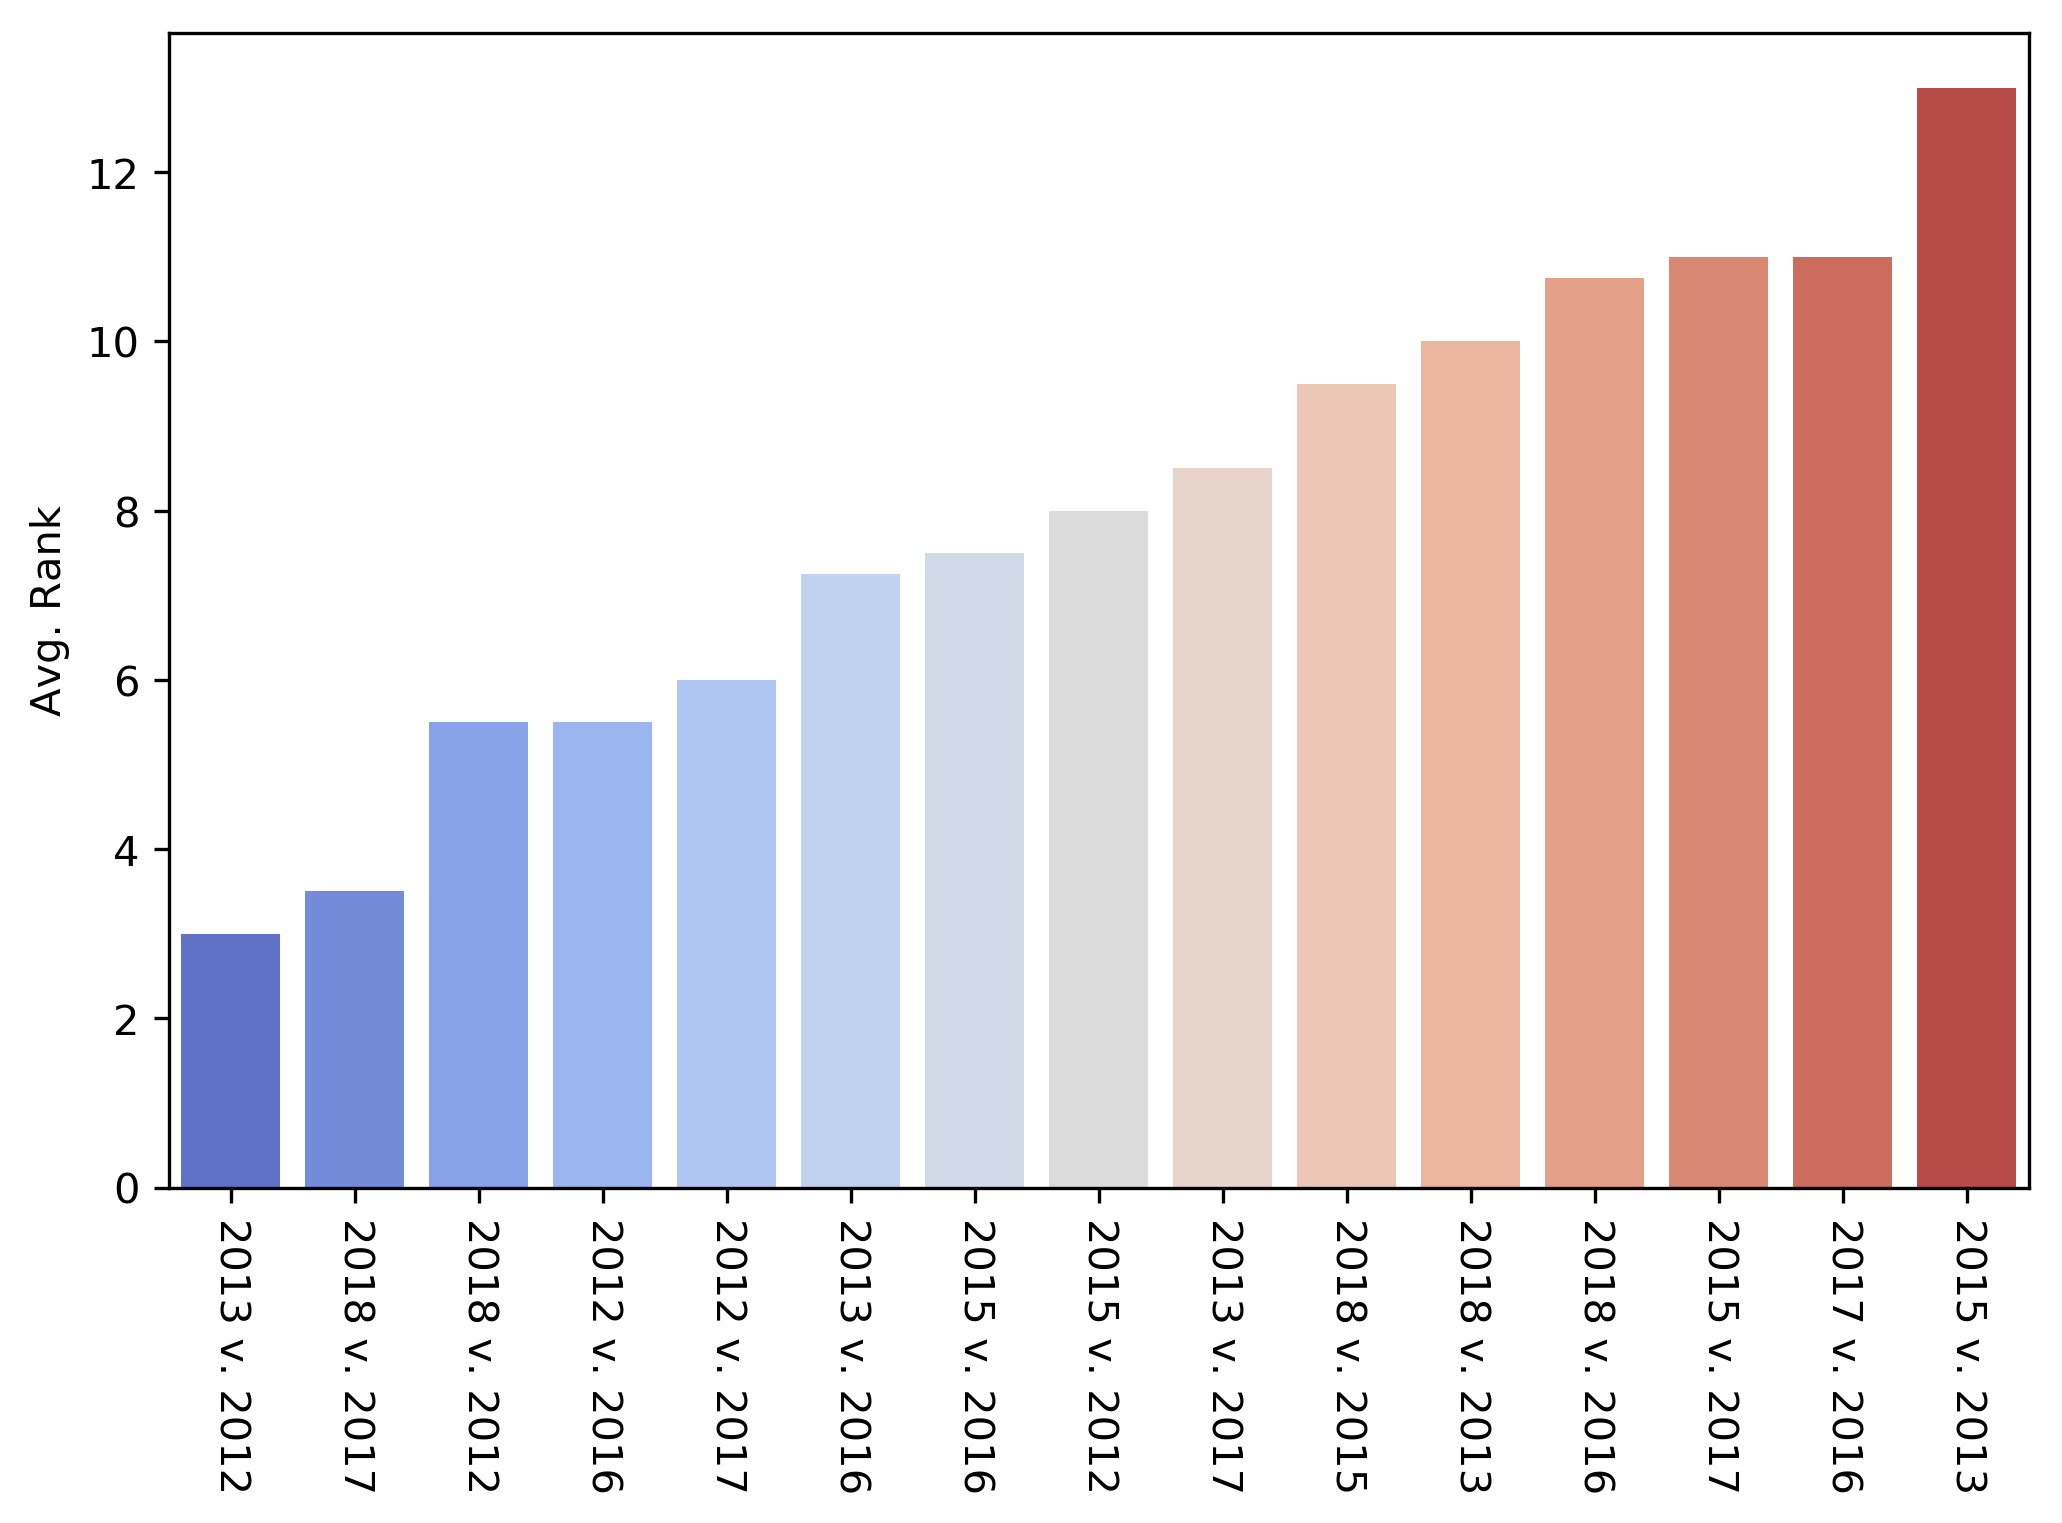 12
10
8
6
4
2
0
Avg. Rank
2013 v. 2012
2018 v. 2017
2018 v. 2012
2012 v. 2016
2012 v. 2017
2013 v. 2016
2015 v. 2016
2015 v. 2012
2013 v. 2017
2018 v. 2015
2018 v. 2013
2018 v. 2016
2015 v. 2017
2017 v. 2016
2015 v. 2013